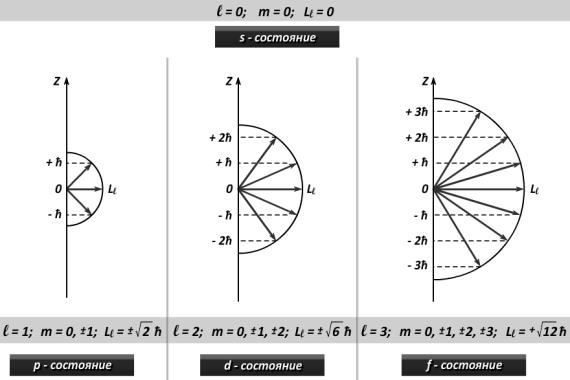 ℓ = 0; m = 0; Lℓ = 0
s - состояние
Z
+ ħ
0
- ħ
Lℓ
Z
+ 2ħ
+ ħ
0
- ħ
- 2ħ
Lℓ
Z
+ 3ħ
+ 2ħ
+ ħ
0
- ħ
- 2ħ
- 3ħ
Lℓ
ℓ = 1; m = 0, ±1; Lℓ = ±√2 ħ
p - состояние
ℓ = 2; m = 0, ±1, ±2; Lℓ = ±√6 ħ
d - состояние
ℓ = 3; m = 0, ±1, ±2, ±3; Lℓ = +√12 ħ
f - состояние